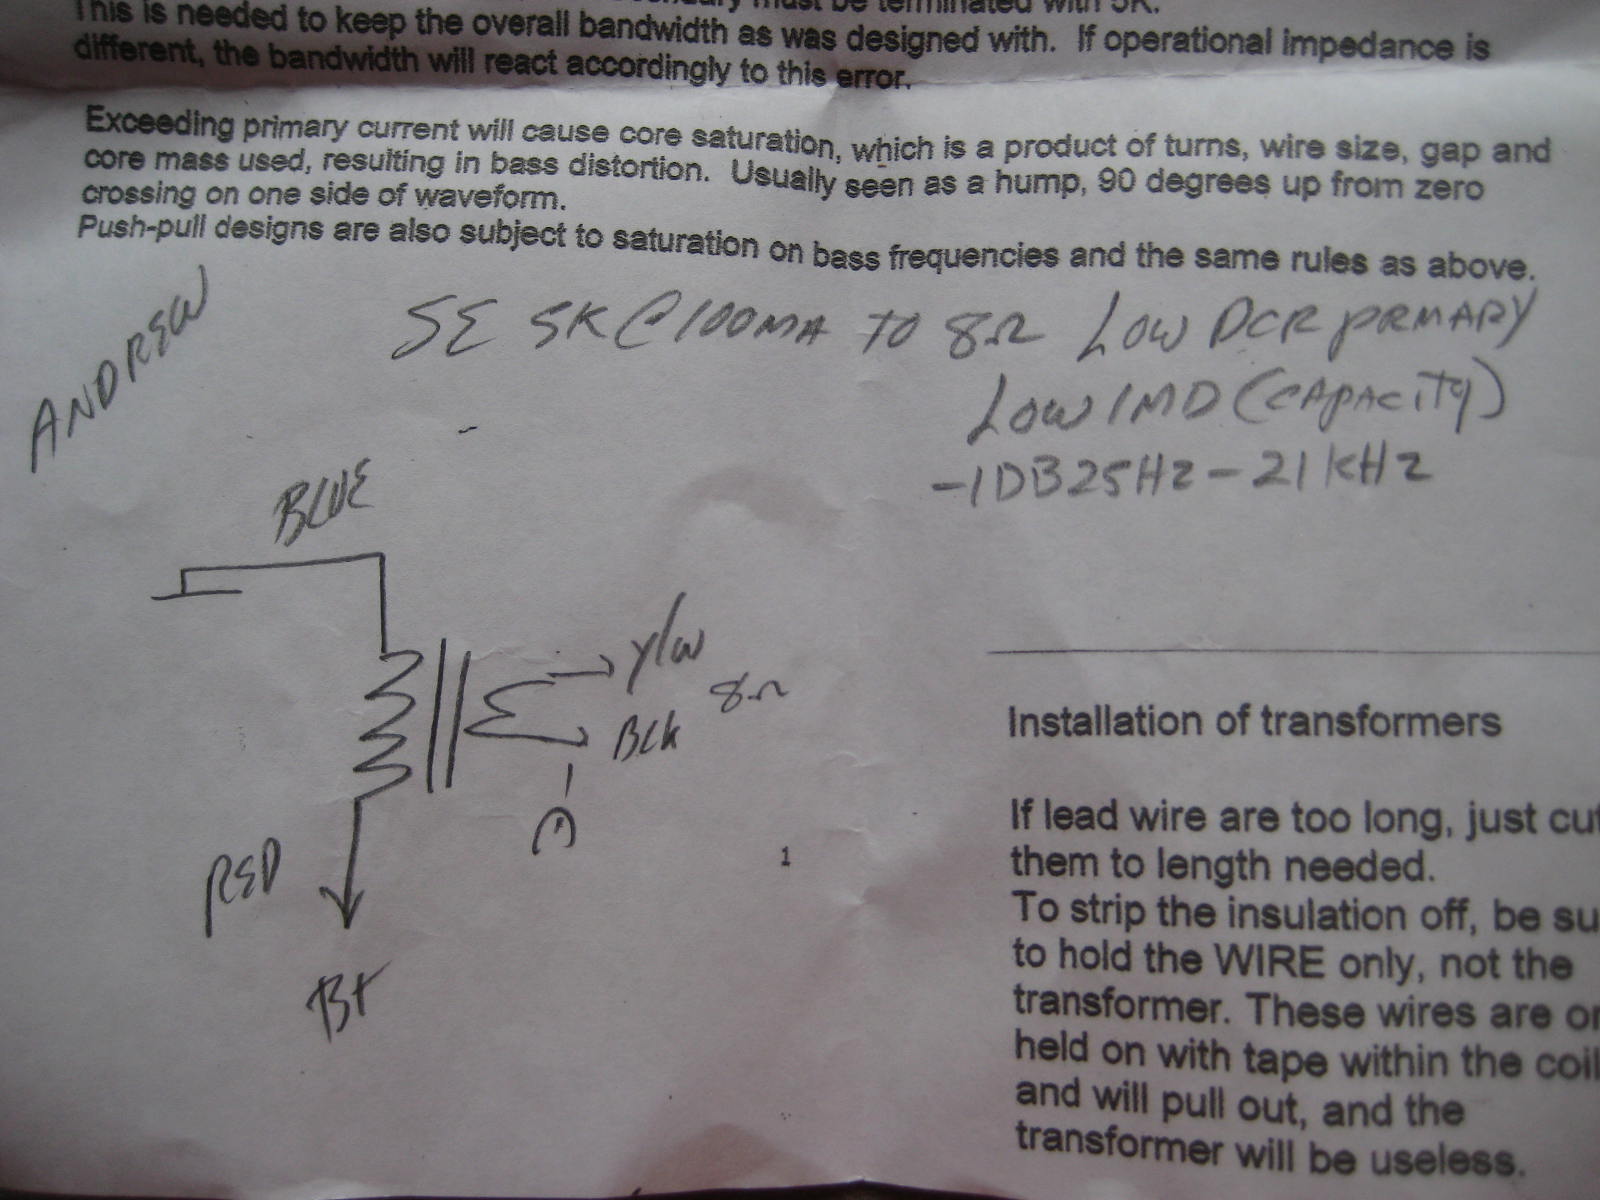 must be terminated with 5K.
This is needed to keep the overall bandwidth as was designed with. If operational impedance is
different, the bandwidth will react accordingly to this error.
Exceeding primary current will cause core saturation, which is a product of turns, wire size, gap and
core mass used, resulting in bass distortion. Usually seen as a hump, 90 degrees up from zero
crossing on one side of waveform.
Push-pull designs are also subject to saturation on bass frequencies and the same rules as above.
ANDREW
SE 5K @ 100MA TO 8Ω LOW DCR PRMARY
LOW IMD (CAPACITY)
-1DB 25HZ - 21KHZ
BLUE
Y/W
8Ω
BLK
RED
B+
1
Installation of transformers
If lead wire are too long, just cut
them to length needed.
To strip the insulation off, be su
to hold the WIRE only, not the
transformer. These wires are on
held on with tape within the coil
and will pull out, and the
transformer will be useless.